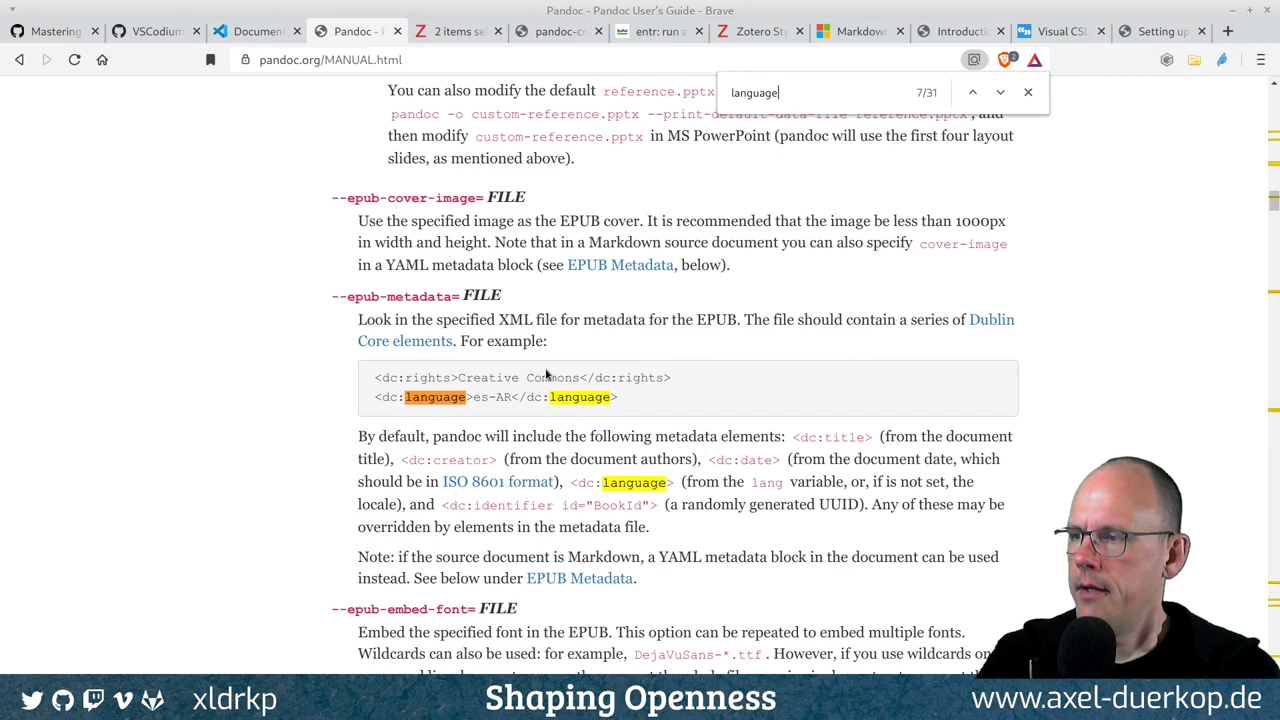 Pandoc - Pandoc User's Guide - Brave
Mastering
VSCodium
Document
Pandoc - P
2 items se
pandoc-cr
entr: run a
Zotero Sty
Markdown
Introducti
Visual CSL
Setting up
pandoc.org/MANUAL.html
2
language
7/31
You can also modify the default reference.pptx
pandoc -o custom-reference.pptx --print-default-data-file reference.pptx, and
then modify custom-reference.pptx in MS PowerPoint (pandoc will use the first four layout
slides, as mentioned above).
--epub-cover-image=FILE
Use the specified image as the EPUB cover. It is recommended that the image be less than 1000px
in width and height. Note that in a Markdown source document you can also specify cover-image
in a YAML metadata block (see EPUB Metadata, below).
--epub-metadata=FILE
Look in the specified XML file for metadata for the EPUB. The file should contain a series of Dublin
Core elements. For example:
<dc:rights>Creative Commons</dc:rights>
<dc:language>es-AR</dc:language>
By default, pandoc will include the following metadata elements: <dc:title> (from the document
title), <dc:creator> (from the document authors), <dc:date> (from the document date, which
should be in ISO 8601 format), <dc:language> (from the lang variable, or, if is not set, the
locale), and <dc:identifier id="BookId"> (a randomly generated UUID). Any of these may be
overridden by elements in the metadata file.
Note: if the source document is Markdown, a YAML metadata block in the document can be used
instead. See below under EPUB Metadata.
--epub-embed-font=FILE
Embed the specified font in the EPUB. This option can be repeated to embed multiple fonts.
Wildcards can also be used: for example, DejaVuSans-*.ttf. However, if you use wildcards on
xldrkp
Shaping Openness
www.axel-duerkop.de